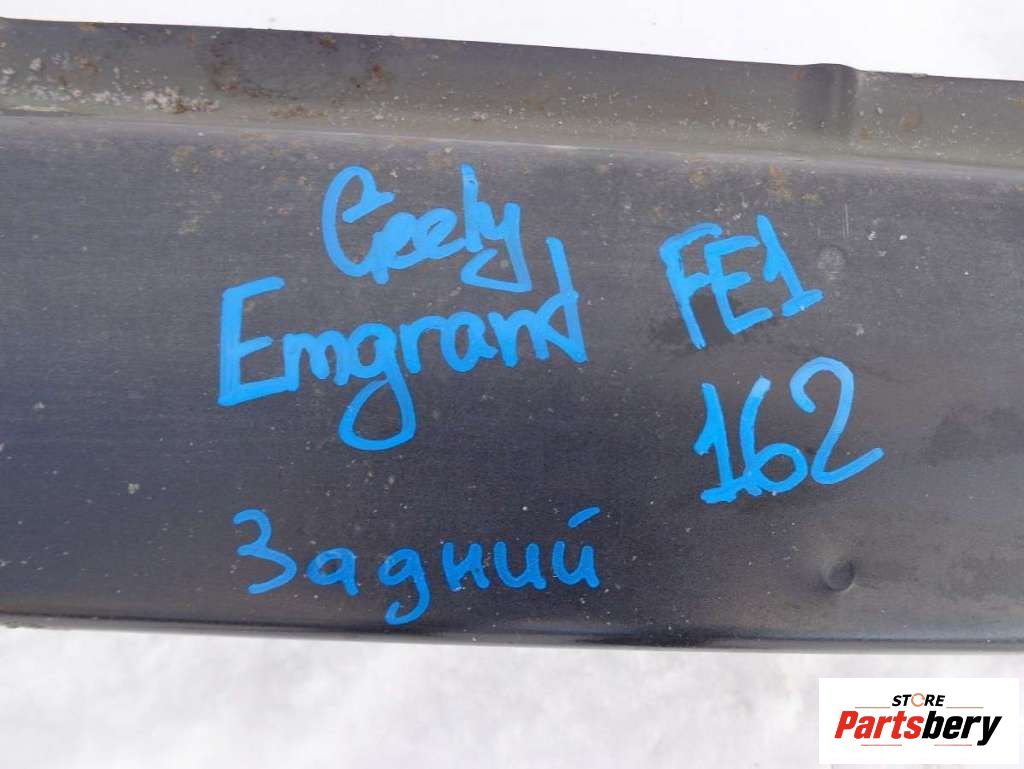 Geely
Emgrand FE1
162
Задний
STORE
Partsbery